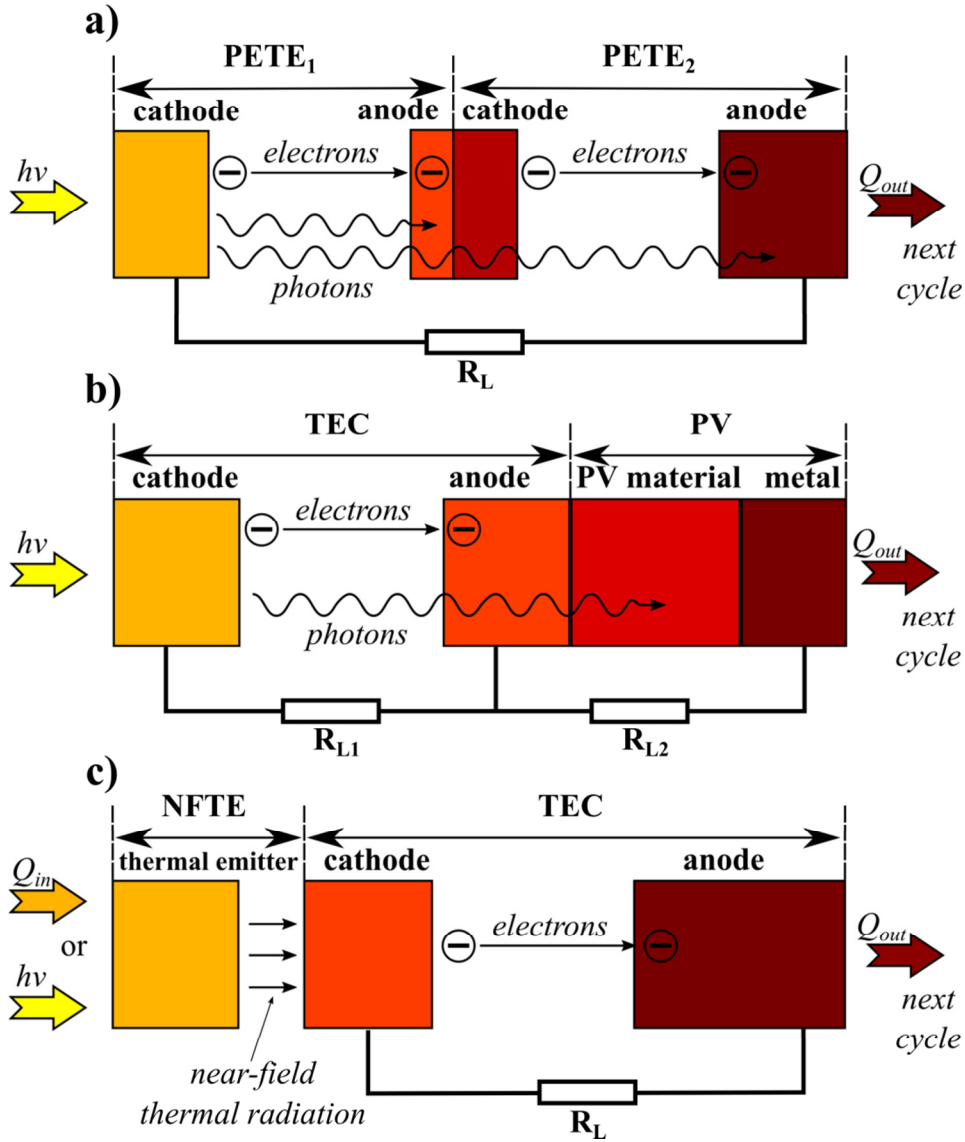 a)
PETE1 PETE2
cathode anode cathode anode
hν electrons electrons Qout
photons
next
cycle
RL
b)
TEC PV
cathode anode PV material metal
hν electrons Qout
photons
next
cycle
RL1 RL2
c)
NFTE TEC
thermal emitter cathode anode
Qin
or
hν
electrons
Qout
next
cycle
near-field
thermal radiation
RL